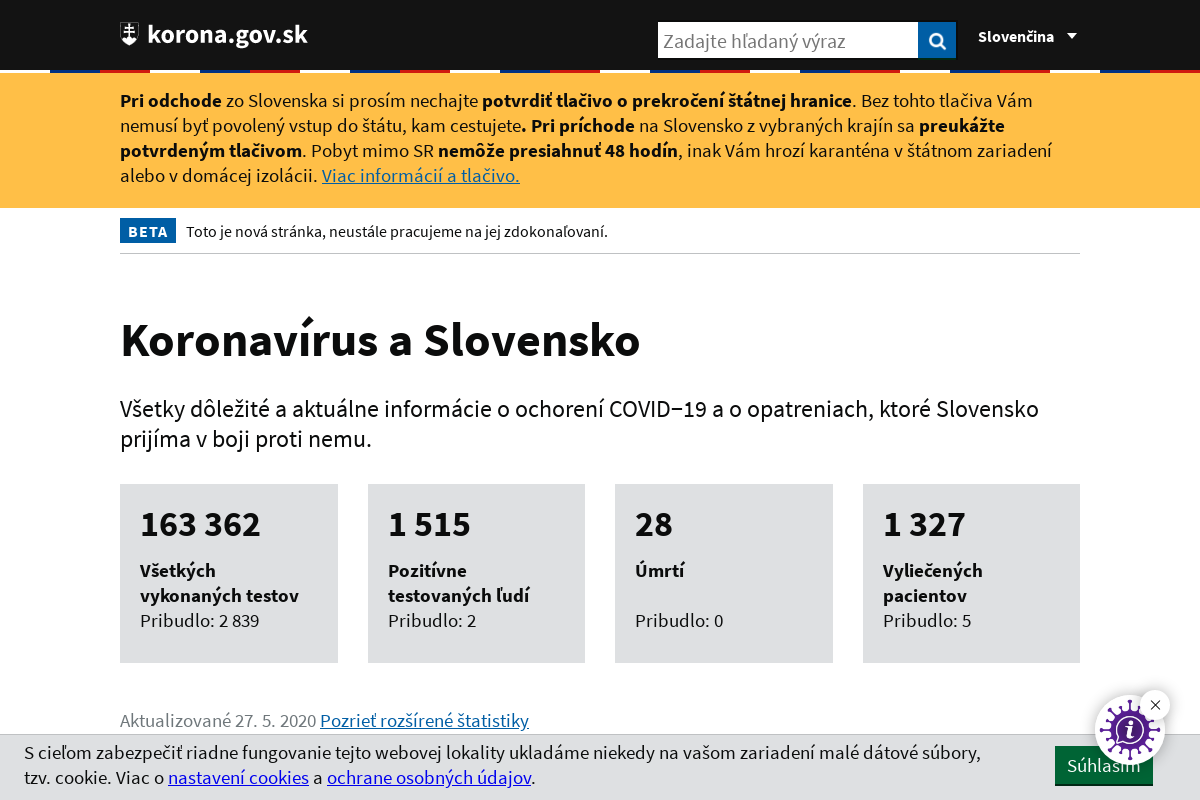 korona.gov.sk
Zadajte hľadaný výraz
Slovenčina
Pri odchode zo Slovenska si prosím nechajte potvrdiť tlačivo o prekročení štátnej hranice. Bez tohto tlačiva Vám
nemusí byť povolený vstup do štátu, kam cestujete. Pri príchode na Slovensko z vybraných krajín sa preukážte
potvrdeným tlačivom. Pobyt mimo SR nemôže presiahnuť 48 hodín, inak Vám hrozí karanténa v štátnom zariadení
alebo v domácej izolácii. Viac informácií a tlačivo.
BETA Toto je nová stránka, neustále pracujeme na jej zdokonaľovaní.
Koronavírus a Slovensko
Všetky dôležité a aktuálne informácie o ochorení COVID−19 a o opatreniach, ktoré Slovensko
prijíma v boji proti nemu.
163 362
Všetkých
vykonaných testov
Pribudlo: 2 839
1 515
Pozitívne
testovaných ľudí
Pribudlo: 2
28
Úmrtí
Pribudlo: 0
1 327
Vyliečených
pacientov
Pribudlo: 5
Aktualizované 27. 5. 2020 Pozrieť rozšírené štatistiky
S cieľom zabezpečiť riadne fungovanie tejto webovej lokality ukladáme niekedy na vašom zariadení malé dátové súbory,
tzv. cookie. Viac o nastavení cookies a ochrane osobných údajov.
Súhlasím